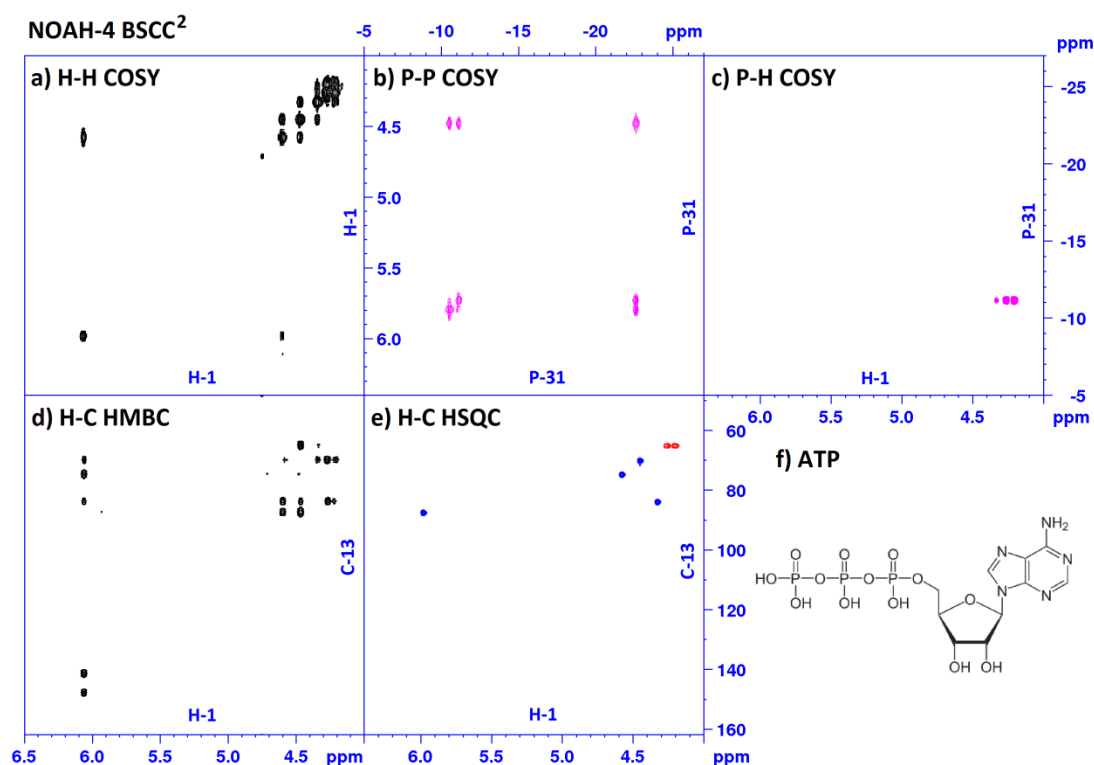 NOAH-4 BSCC²
-5 -10 -15 -20 ppm
ppm
a) H-H COSY
b) P-P COSY
c) P-H COSY
4.5
5.0
5.5
6.0
H-1
P-31
-25
-20
-15
-10
-5
P-31
H-1
P-31
H-1
6.0 5.5 5.0 4.5 ppm
d) H-C HMBC
e) H-C HSQC
f) ATP
60
80
100
120
140
160
C-13
C-13
H-1
H-1
6.5 6.0 5.5 5.0 4.5 ppm
6.0 5.5 5.0 4.5 ppm
NH₂
N
N
N
N
O
O
O
HO
P
O
P
O
P
O
OH
OH
OH
O
OH
OH